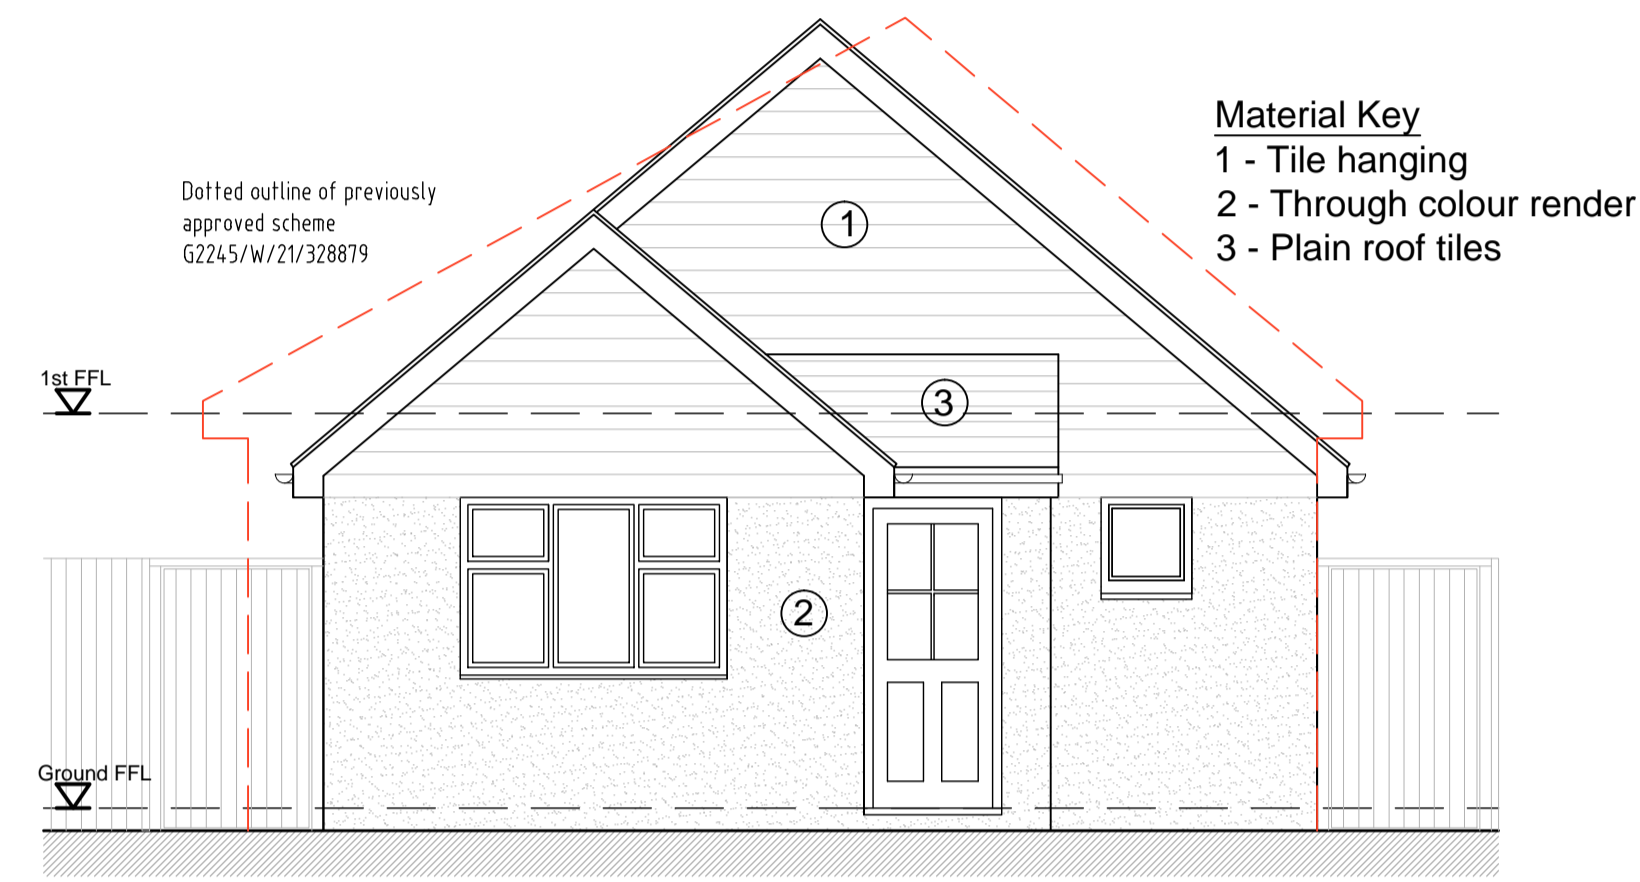 Material Key
1 - Tile hanging
2 - Through colour render
3 - Plain roof tiles
Dotted outline of previously
approved scheme
G2245/W/21/328879
1
1st FFL
3
2
Ground FFL